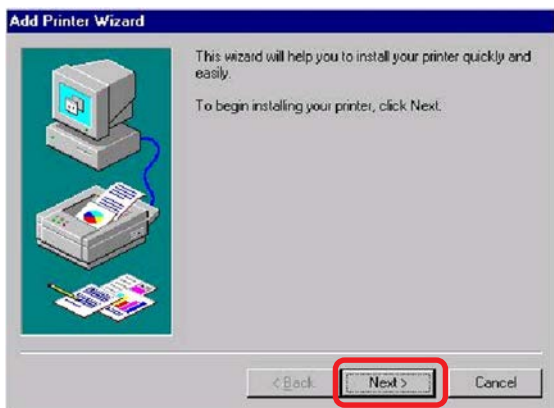 Add Printer Wizard
This wizard will help you to install your printer quickly and
easily.
To begin installing your printer, click Next.
< Back
Next >
Cancel